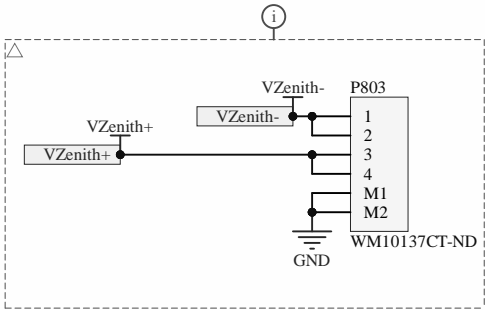 i
VZenith-
P803
VZenith-
1
VZenith+
2
VZenith+
3
4
M1
M2
WM10137CT-ND
GND